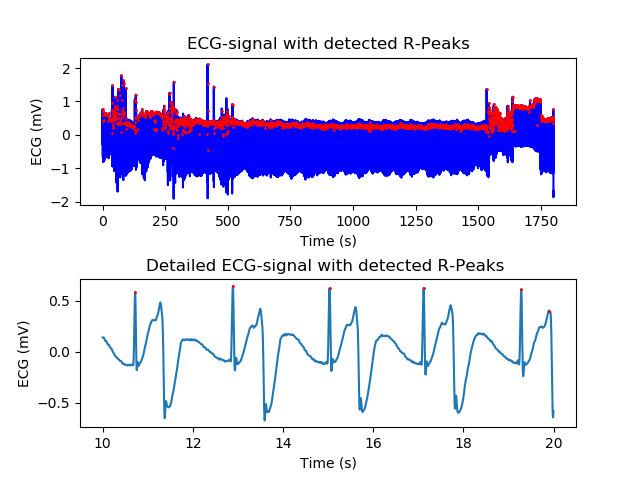 ECG-signal with detected R-Peaks
ECG (mV)
2
1
0
−1
−2
0 250 500 750 1000 1250 1500 1750
Time (s)
Detailed ECG-signal with detected R-Peaks
ECG (mV)
0.5
0.0
−0.5
10 12 14 16 18 20
Time (s)